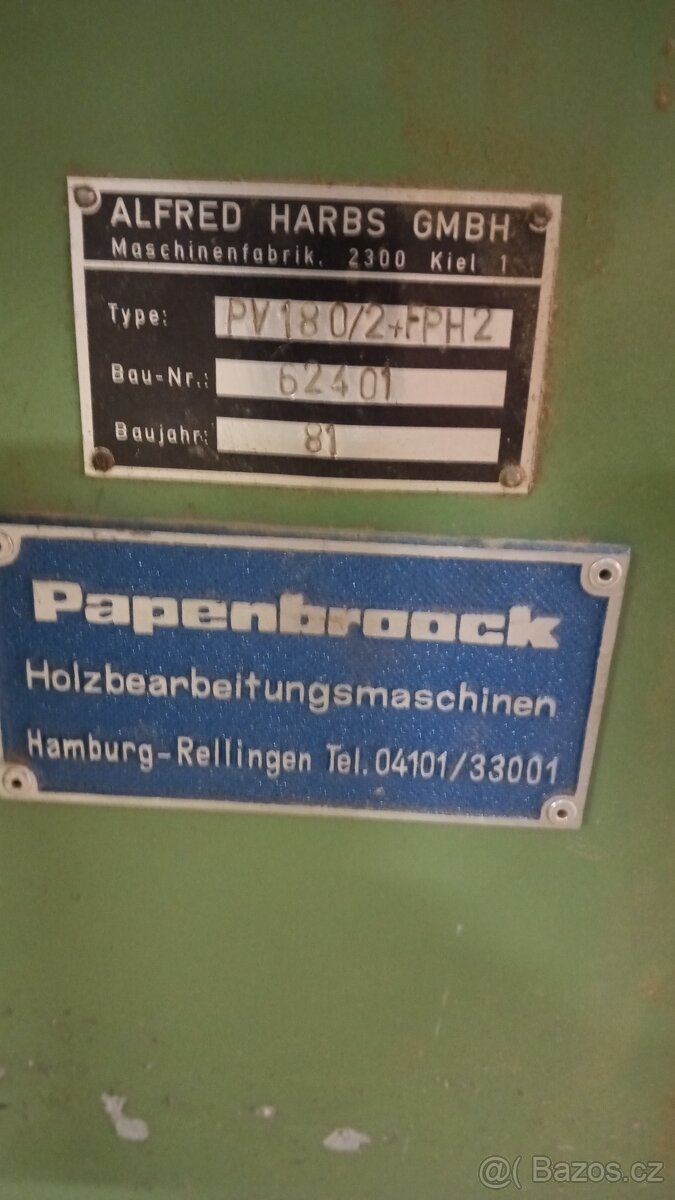 ALFRED HARBS GMBH
Maschinenfabrik. 2300 Kiel 1
Type: PV180/2+FPH2
Bau-Nr.: 62401
Baujahr: 81
Papenbroock
Holzbearbeitungsmaschinen
Hamburg-Rellingen Tel. 04101/33001
@( Bazos.cz